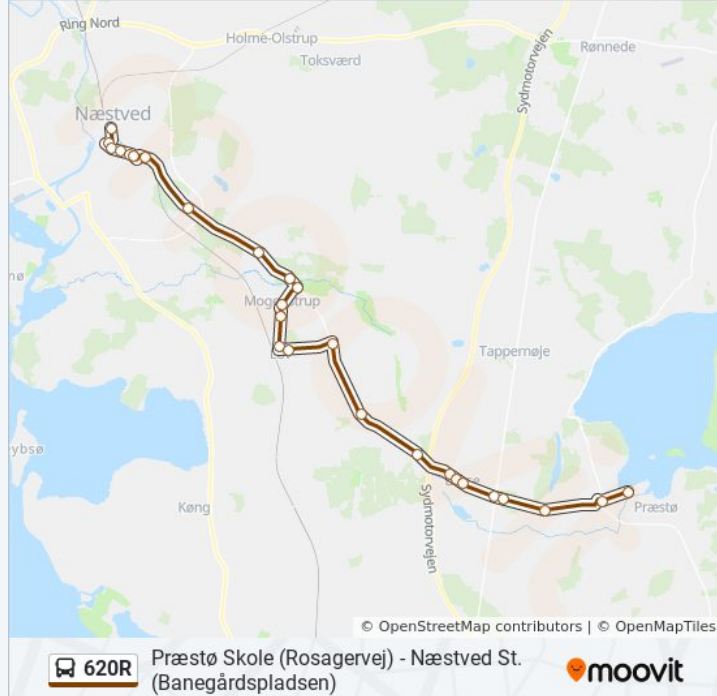 Ring Nord
Holme-Olstrup
Toksværd
Rønnede
Sydmotorvejen
Næstved
Tappernøje
Køng
Sydmotorvejen
Præstø
© OpenStreetMap contributors | © OpenMapTiles
620R
Præstø Skole (Rosagervej) - Næstved St.
(Banegårdspladsen)
moovit